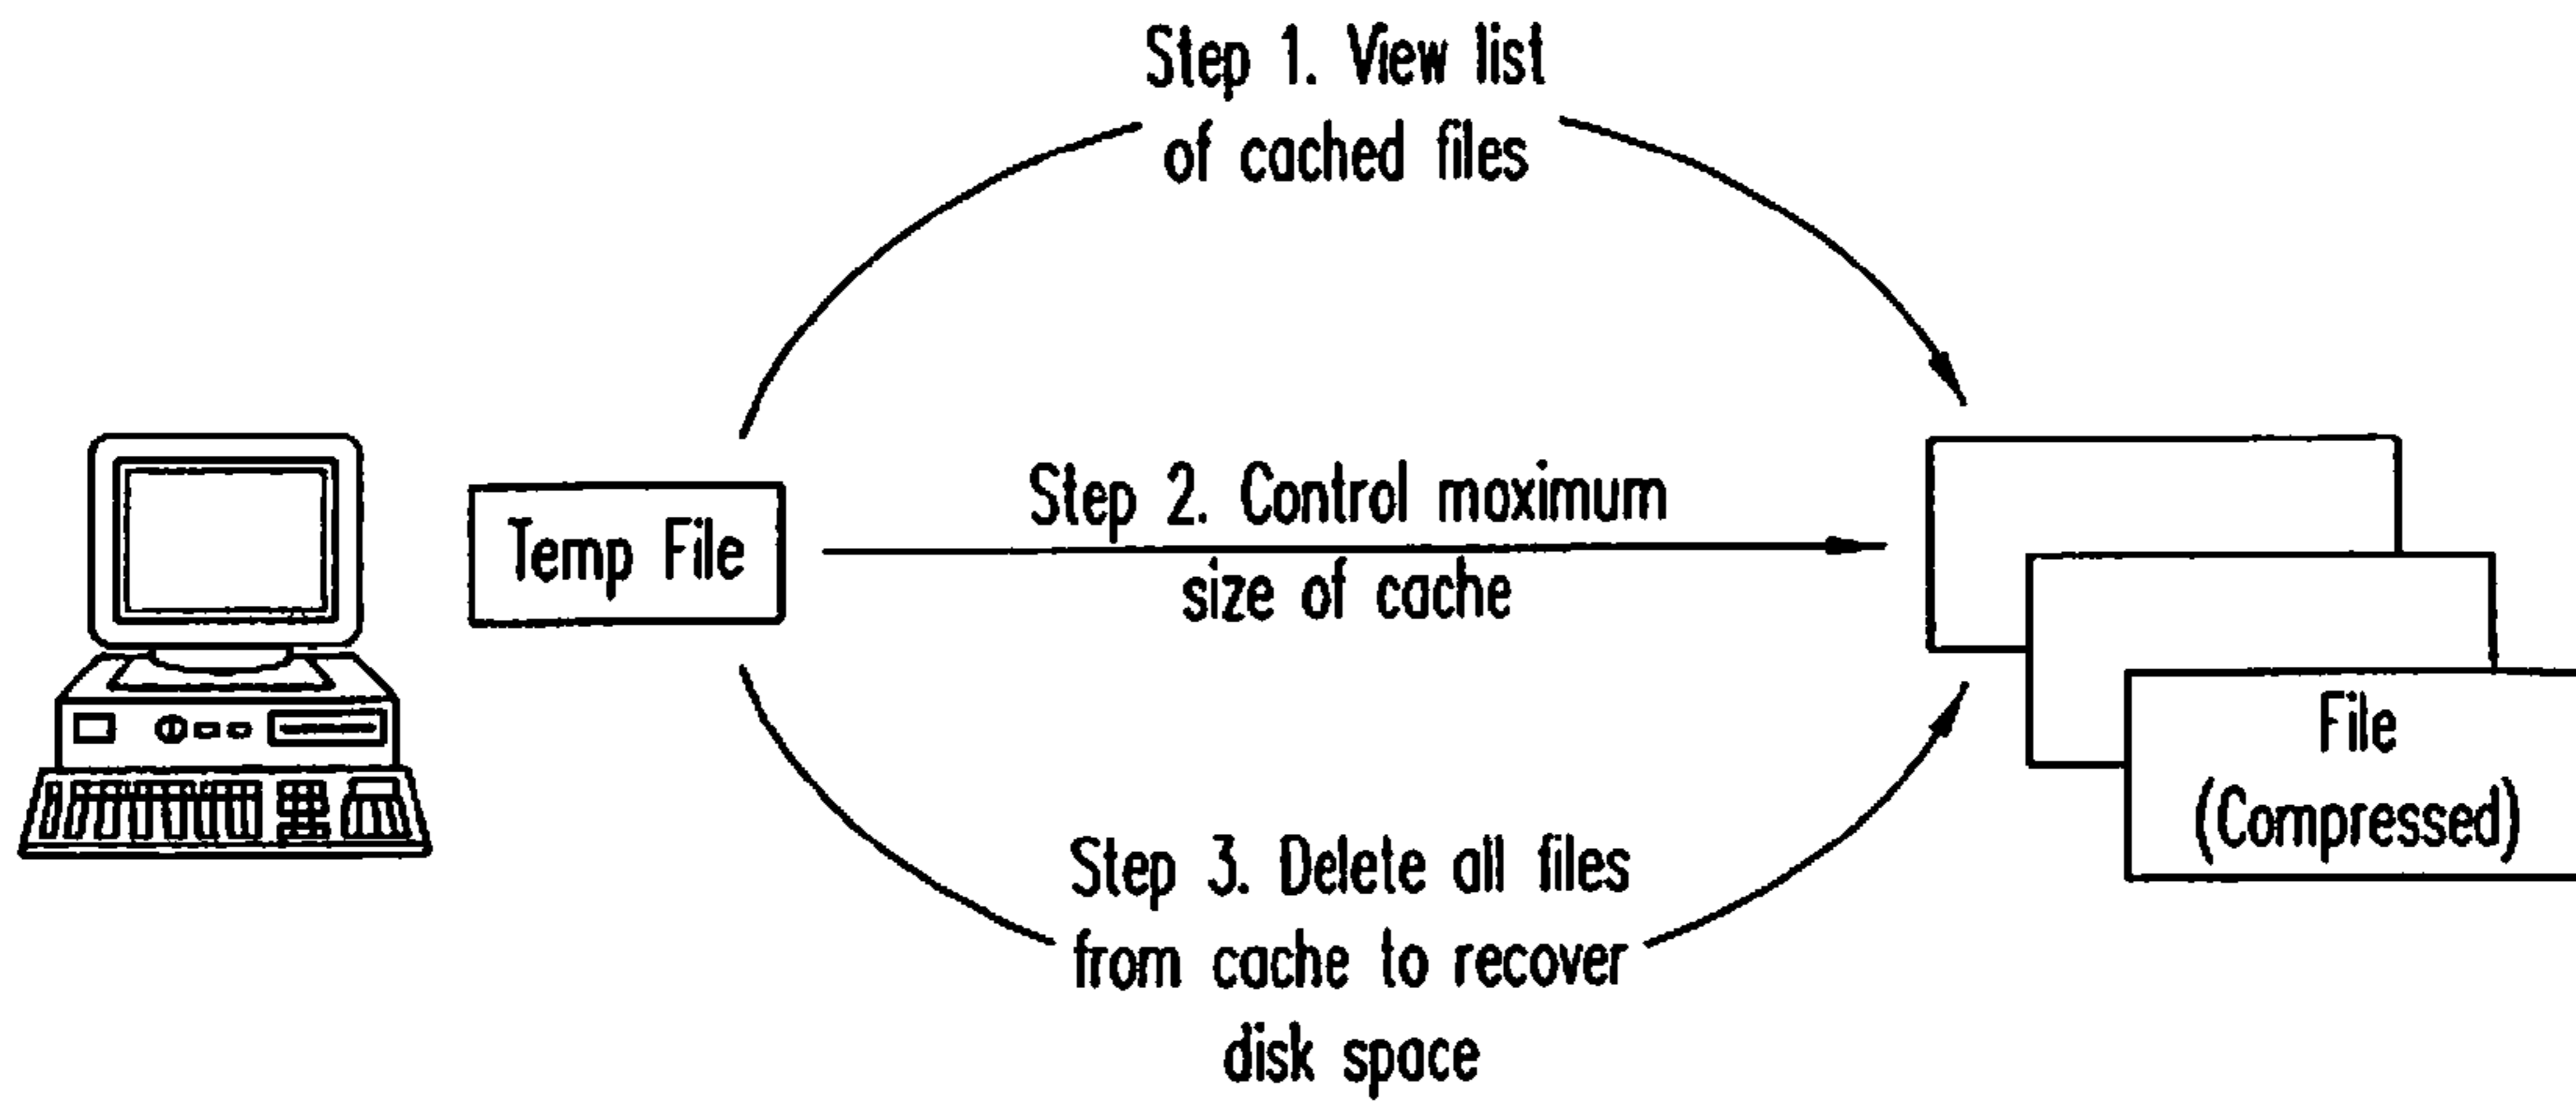 Step 1. View list
of cached files
Temp File
Step 2. Control moximum
size of cache
File
(Compressed)
Step 3. Delete all files
from cache to recover
disk space